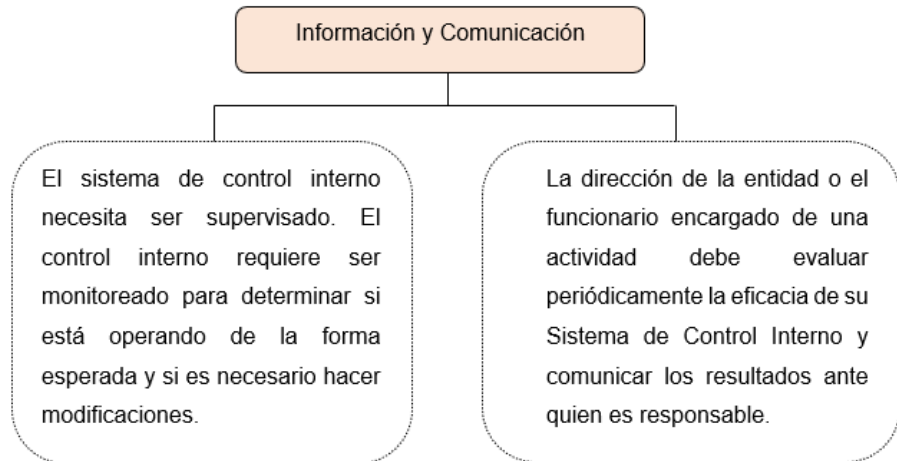 Información y Comunicación
El sistema de control interno
necesita ser supervisado. El
control interno requiere ser
monitoreado para determinar si
está operando de la forma
esperada y si es necesario hacer
modificaciones.
La dirección de la entidad o el
funcionario encargado de una
actividad debe evaluar
periódicamente la eficacia de su
Sistema de Control Interno y
comunicar los resultados ante
quien es responsable.